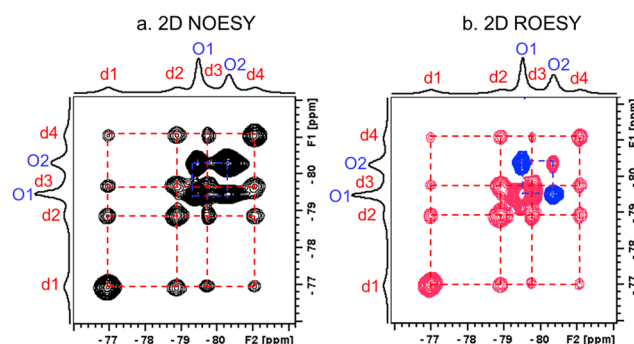 a. 2D NOESY
b. 2D ROESY
O1
d1 d2 d3 O2 d4
O1
d1 d2 d3 O2 d4
d4
O2
d3
O1
d2
d1
F1 [ppm]
- 80
- 79
- 78
- 77
- 77 - 78 - 79 - 80 F2 [ppm]
d4
O2
d3
O1
d2
d1
F1 [ppm]
- 80
- 79
- 78
- 77
- 77 - 78 - 79 - 80 F2 [ppm]